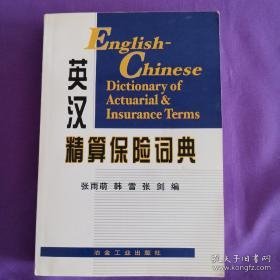 English-
Chinese
Dictionary of
Actuarial &
Insurance Terms
英汉
精算保险词典
张雨萌 韩雪 张剑 编
冶金工业出版社